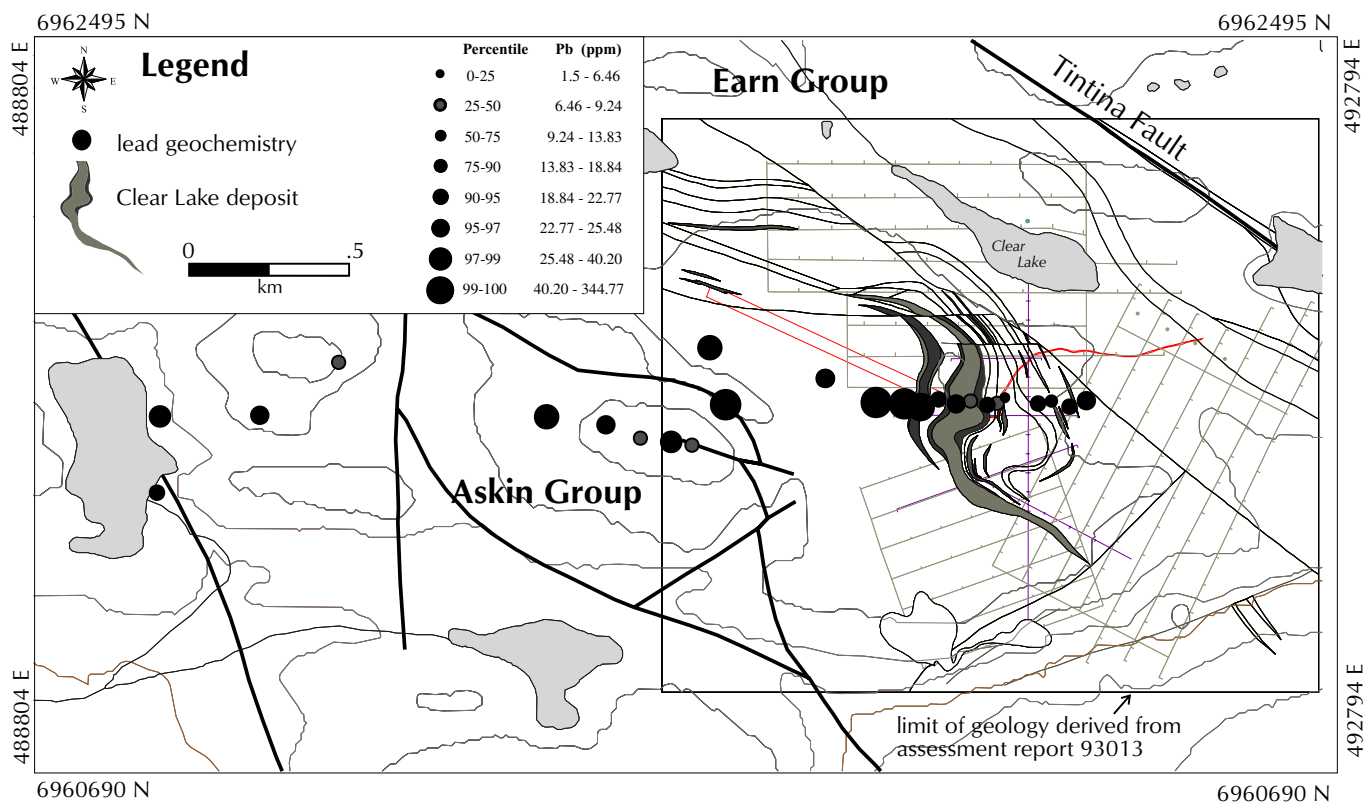 6962495 N
6962495 N
488804 E
492794 E
N
W E
S
Legend
lead geochemistry
Clear Lake deposit
0 .5
km
Percentile Pb (ppm)
0-25 1.5 - 6.46
25-50 6.46 - 9.24
50-75 9.24 - 13.83
75-90 13.83 - 18.84
90-95 18.84 - 22.77
95-97 22.77 - 25.48
97-99 25.48 - 40.20
99-100 40.20 - 344.77
Earn Group
Tintina Fault
Clear
Lake
Askin Group
limit of geology derived from
assessment report 93013
488804 E
492794 E
6960690 N
6960690 N